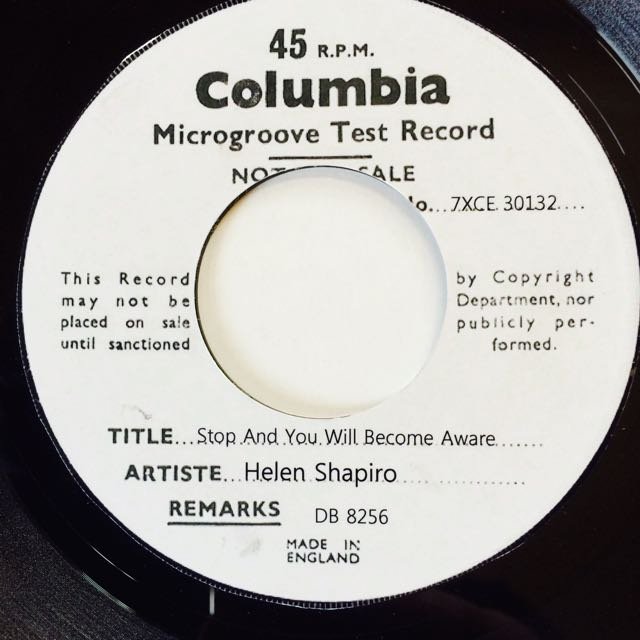 45 R.P.M.
Columbia
Microgroove Test Record
SALE
7XCE 30132
This Record
may not be
placed on sale
until sanctioned
by Copyright
Department, nor
publicly per-
formed.
TITLE...Stop And You Will Become Aware.......
ARTISTE...Helen Shapiro
REMARKS DB 8256
MADE IN
ENGLAND